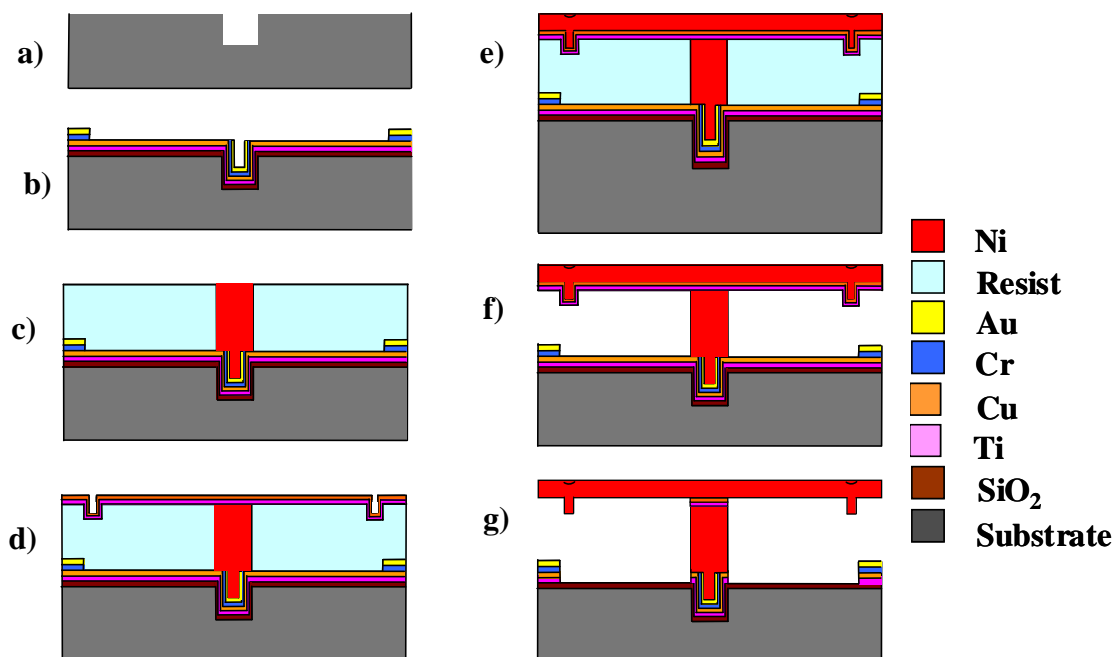 a)
b)
c)
d)
e)
f)
g)
Ni
Resist
Au
Cr
Cu
Ti
SiO₂
Substrate